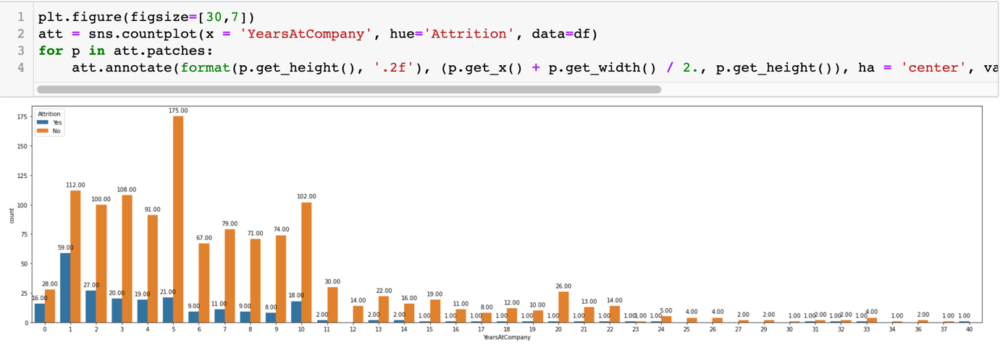 1 plt.figure(figsize=[30,7])
2 att = sns.countplot(x = 'YearsAtCompany', hue='Attrition', data=df)
3 for p in att.patches:
4 att.annotate(format(p.get_height(), '.2f'), (p.get_x() + p.get_width() / 2., p.get_height()), ha = 'center', va
Attrition
Yes
No
175.00
175
150
125
112.00
100.00
108.00
102.00
100
91.00
count
79.00
75
71.00
74.00
67.00
59.00
50
28.00
27.00
30.00
26.00
25
16.00 20.00 19.00 21.00 9.00 11.00 9.00 8.00 18.00 2.00 14.00 2.00 22.00 2.00 16.00 1.00 19.00 1.00 11.00 1.00 8.00 1.00 12.00 1.00 10.00 1.00 1.00 13.00 1.00 14.00 1.00 1.00 1.00 5.00 4.00 4.00 2.00 2.00 1.00 1.00 2.00 1.00 2.00 1.00 4.00 1.00 2.00 1.00 1.00
0
0 1 2 3 4 5 6 7 8 9 10 11 12 13 14 15 16 17 18 19 20 21 22 23 24 25 26 27 29 30 31 32 33 34 36 37 40
YearsAtCompany